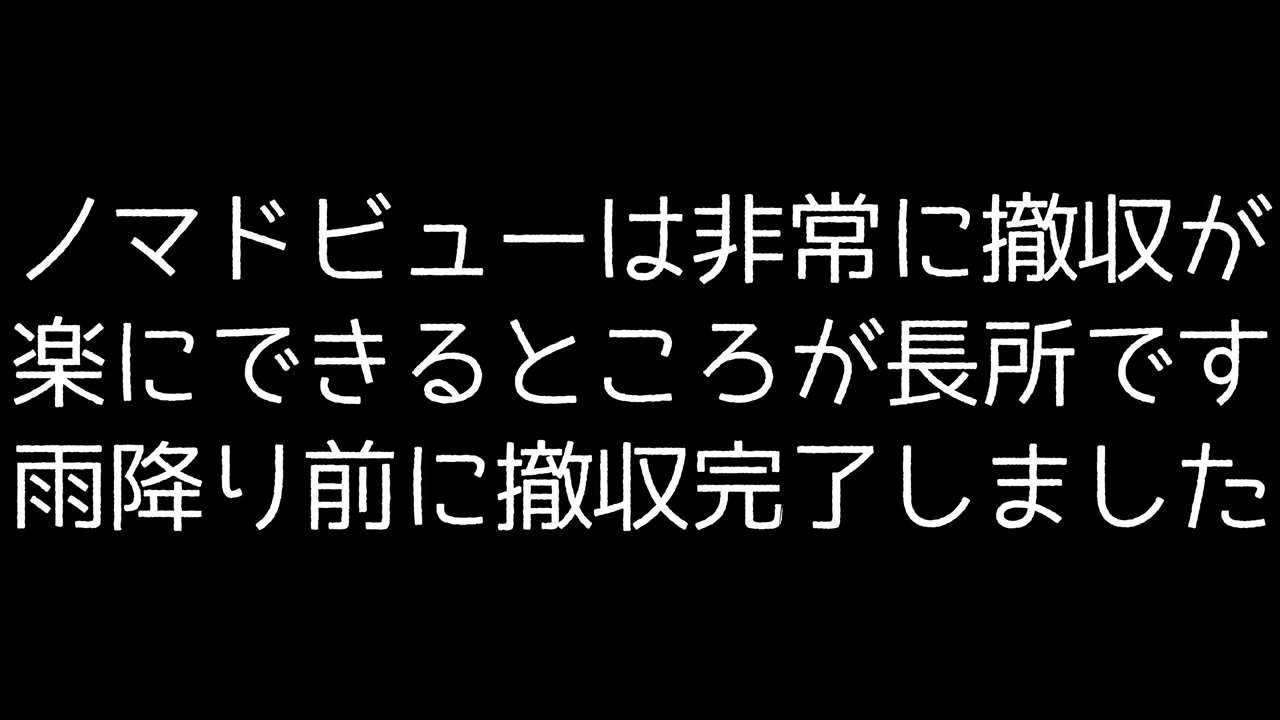 ノマドビューは非常に撤収が
楽にできるところが長所です
雨降り前に撤収完了しました